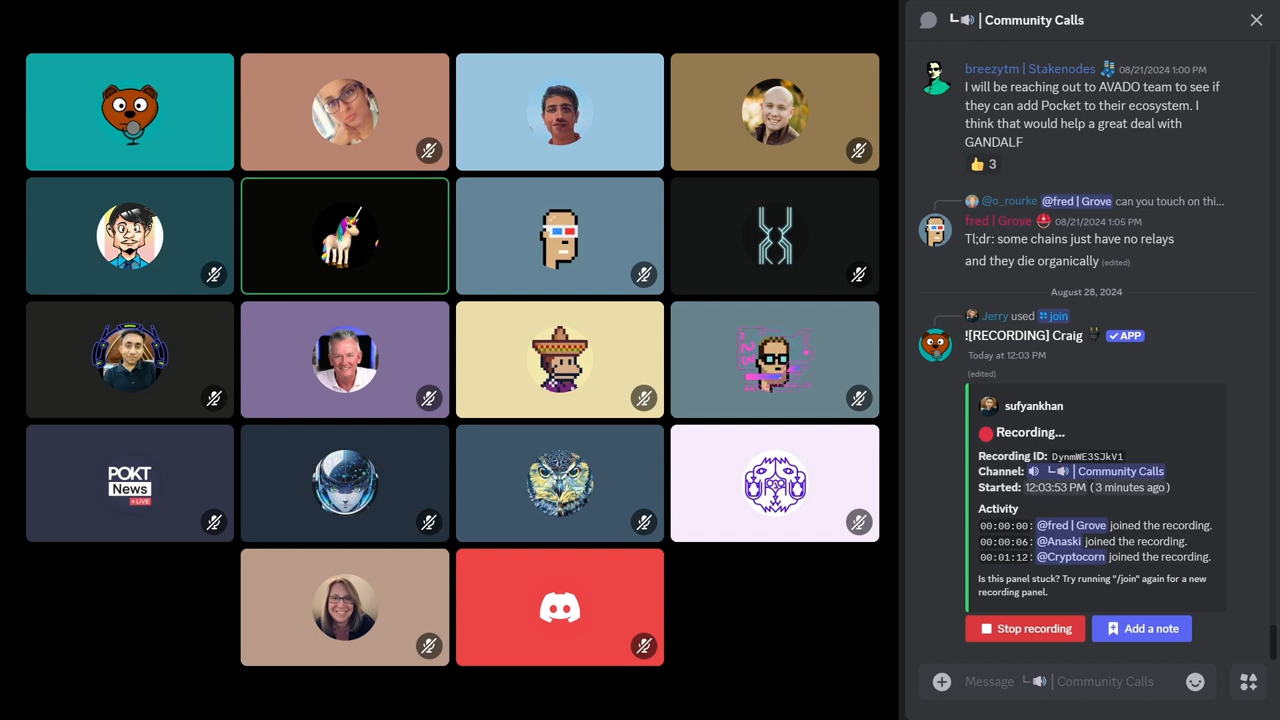 POKT
News
LIVE
Community Calls
breezytm | Stakenodes 08/21/2024 1:00 PM
I will be reaching out to AVADO team to see if
they can add Pocket to their ecosystem. I
think that would help a great deal with
GANDALF
3
@o_rourke @fred | Grove can you touch on thi...
fred | Grove 08/21/2024 1:05 PM
Tl;dr: some chains just have no relays
and they die organically (edited)
August 28, 2024
Jerry used join
![RECORDING] Craig APP
Today at 12:03 PM
(edited)
sufyankhan
Recording...
Recording ID: DynmWE3SJkV1
Channel: | Community Calls
Started: 12:03:53 PM (3 minutes ago)
Activity
00:00:00: @fred | Grove joined the recording.
00:00:06: @Anaski joined the recording.
00:01:12: @Cryptocorn joined the recording.
Is this panel stuck? Try running "/join" again for a new
recording panel.
Stop recording
Add a note
Message | Community Calls